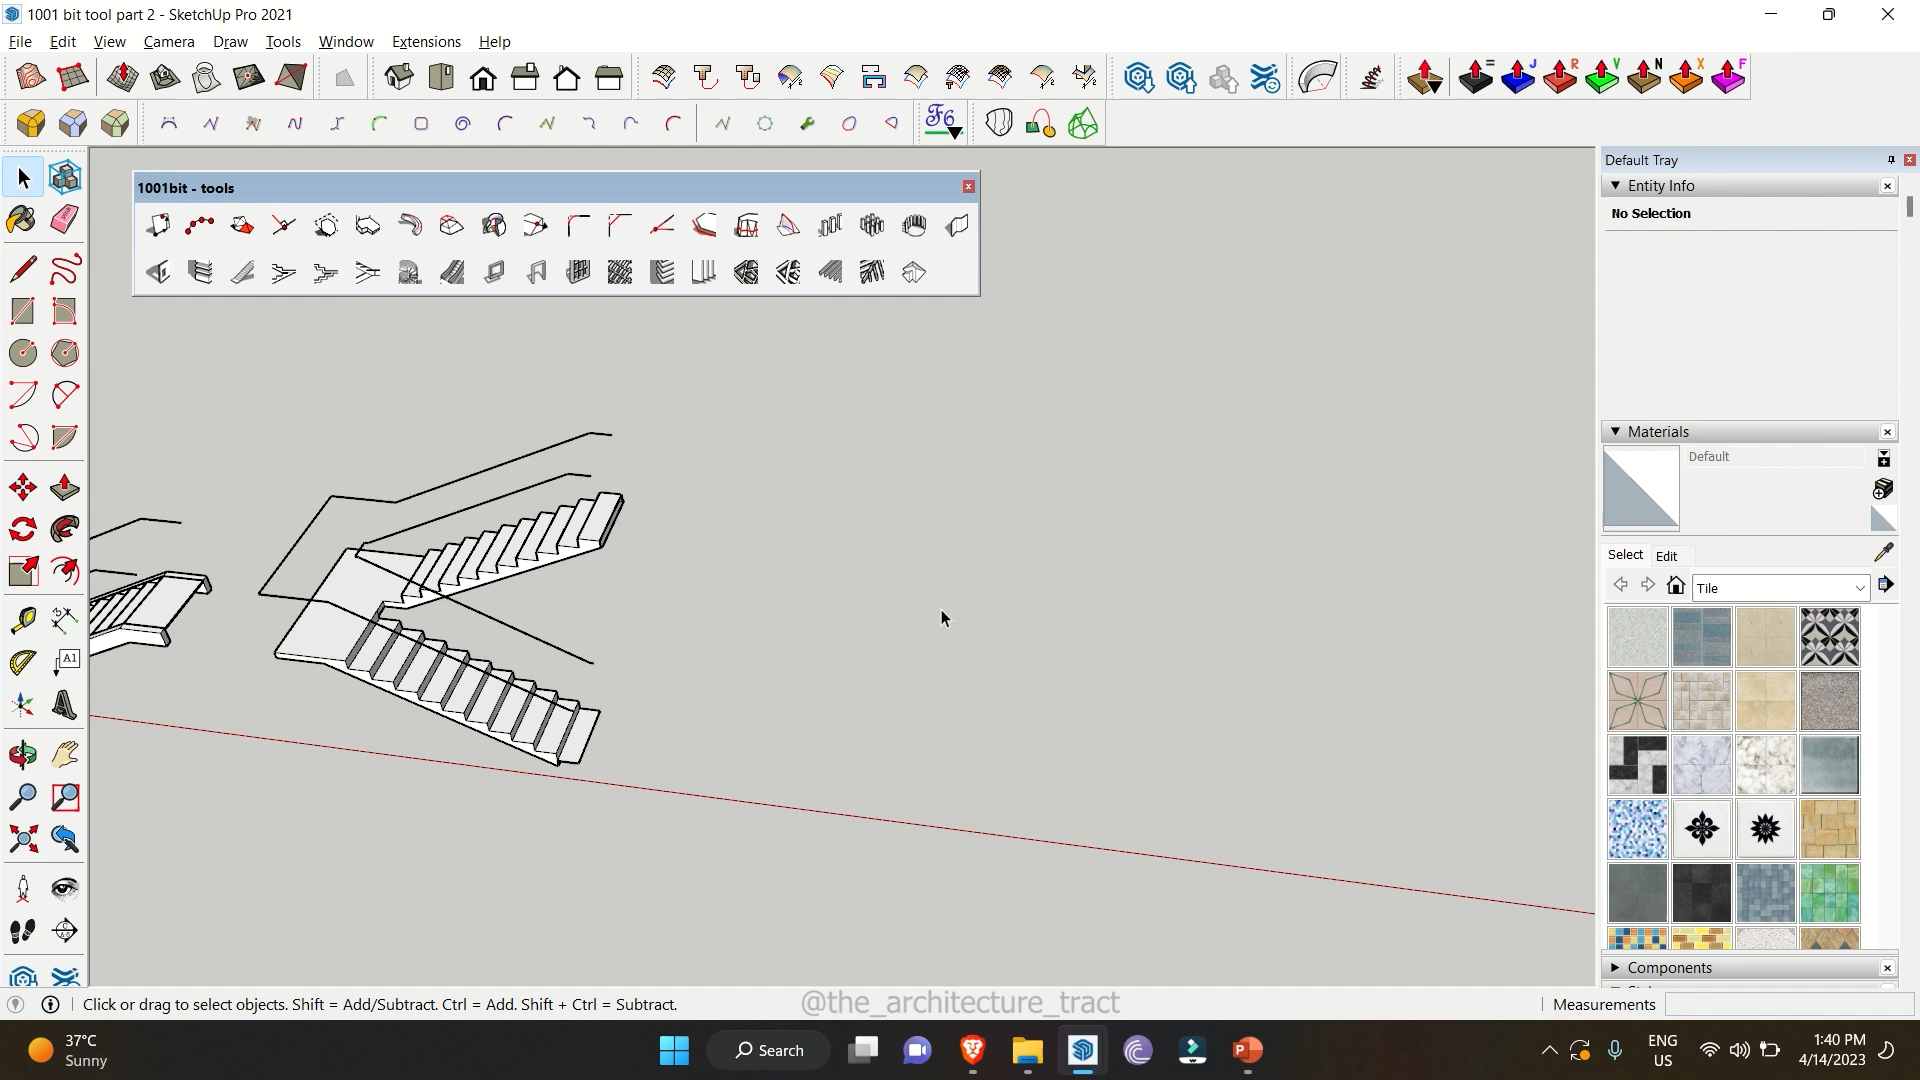 1001 bit tool part 2 - SketchUp Pro 2021
File Edit View Camera Draw Tools Window Extensions Help
= J R V N X F
F6
Default Tray
Entity Info
No Selection
1001bit - tools
Materials
Default
Select Edit
Tile
A1
Components
Click or drag to select objects. Shift = Add/Subtract. Ctrl = Add. Shift + Ctrl = Subtract.
@the_architecture_tract
Measurements
37°C
Sunny
Search
ENG
US
1:40 PM
4/14/2023